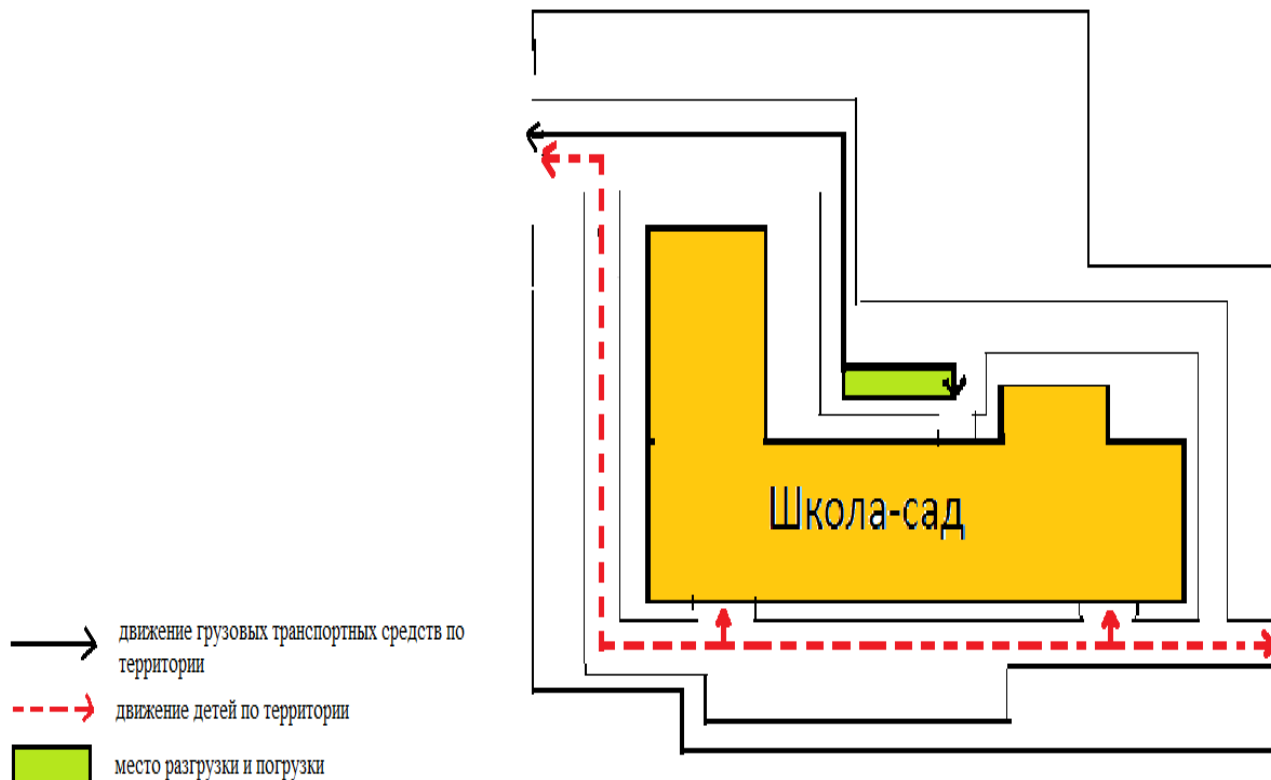 Школа-сад
движение грузовых транспортных средств по
территории
движение детей по территории
место разгрузки и погрузки